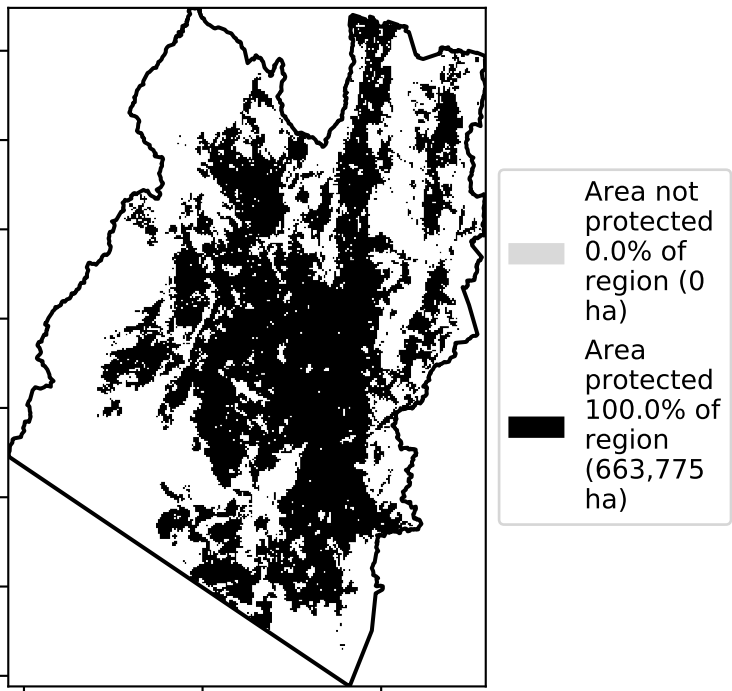 Area not
protected
0.0% of
region (0
ha)
Area
protected
100.0% of
region
(663,775
ha)